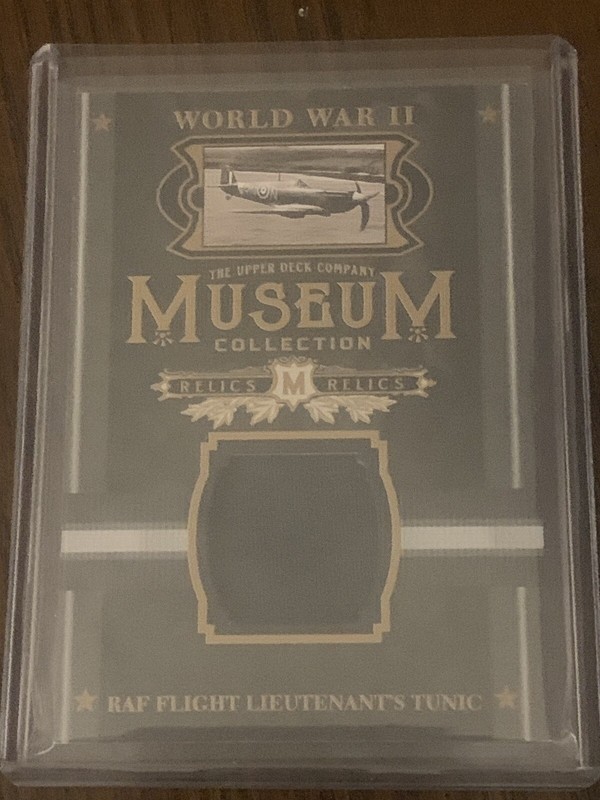 WORLD WAR II
THE UPPER DECK COMPANY
MUSEUM
COLLECTION
RELICS M RELICS
RAF FLIGHT LIEUTENANT'S TUNIC